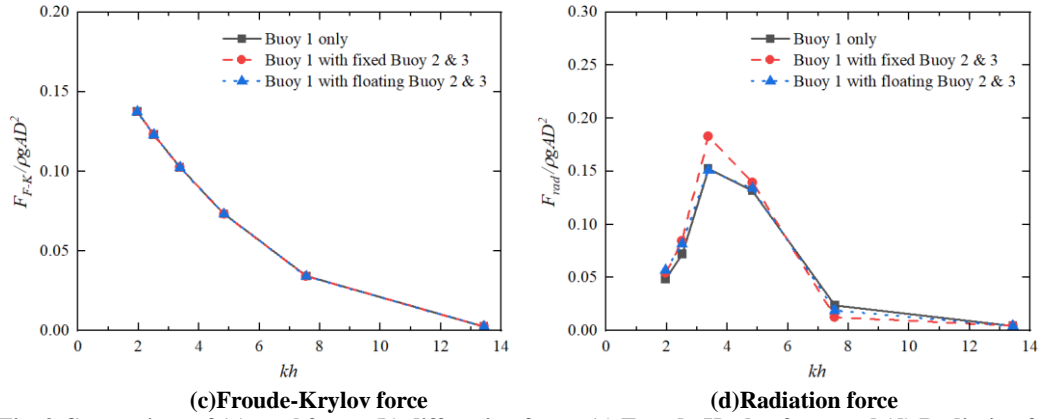 0.20
0.15
0.10
0.05
0.00
F_{F-K}/ρgAD²
Buoy 1 only
Buoy 1 with fixed Buoy 2 & 3
Buoy 1 with floating Buoy 2 & 3
0 2 4 6 8 10 12 14
kh
(c)Froude-Krylov force
0.30
0.25
0.20
0.15
0.10
0.05
0.00
F_{rad}/ρgAD²
Buoy 1 only
Buoy 1 with fixed Buoy 2 & 3
Buoy 1 with floating Buoy 2 & 3
0 2 4 6 8 10 12 14
kh
(d)Radiation force